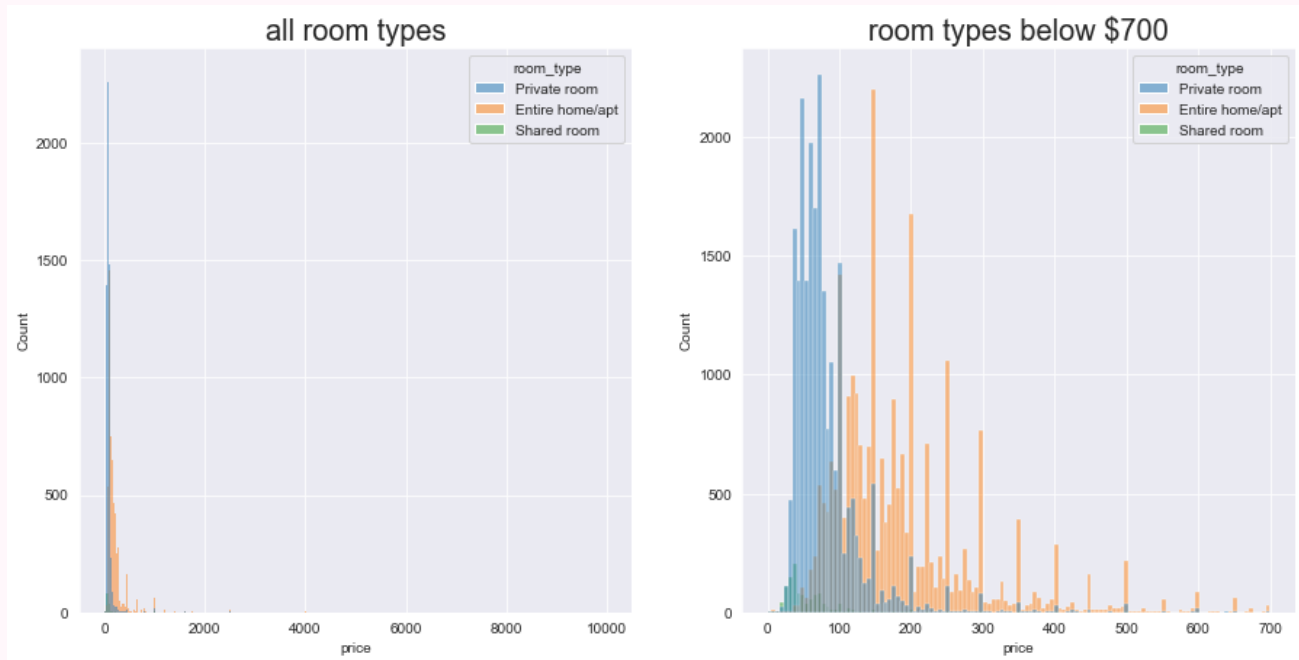 all room types
room_type
Private room
Entire home/apt
Shared room
Count
2000
1500
1000
500
0
0
2000
4000
6000
8000
10000
price
room types below $700
room_type
Private room
Entire home/apt
Shared room
Count
2000
1500
1000
500
0
0
100
200
300
400
500
600
700
price